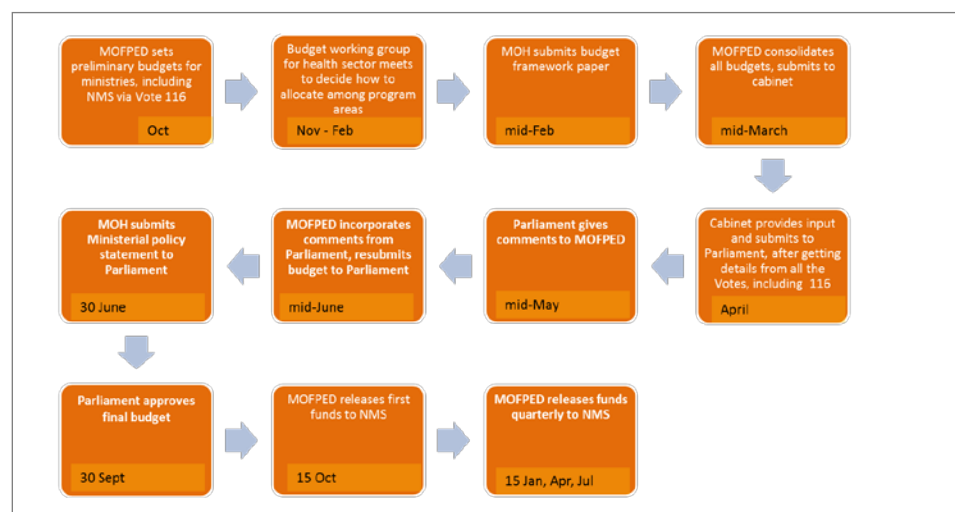 MOFPED sets
preliminary budgets for
ministries, including
NMS via Vote 116
Oct
Budget working group
for health sector meets
to decide how to
allocate among program
areas
Nov - Feb
MOH submits budget
framework paper
mid-Feb
MOFPED consolidates
all budgets, submits to
cabinet
mid-March
Cabinet provides input
and submits to
Parliament, after getting
details from all the
Votes, including 116
April
Parliament gives
comments to MOFPED
mid-May
MOFPED incorporates
comments from
Parliament, resubmits
budget to Parliament
mid-June
MOH submits
Ministerial policy
statement to
Parliament
30 June
Parliament approves
final budget
30 Sept
MOFPED releases first
funds to NMS
15 Oct
MOFPED releases funds
quarterly to NMS
15 Jan, Apr, Jul